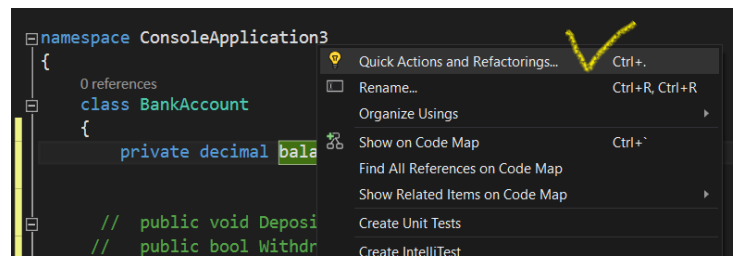 namespace ConsoleApplication3
{
Quick Actions and Refactorings... Ctrl+.
0 references
Rename... Ctrl+R, Ctrl+R
class BankAccount
Organize Usings
{
Show on Code Map Ctrl+`
private decimal bala
Find All References on Code Map
Show Related Items on Code Map
// public void Deposi
Create Unit Tests
// public bool Withdr
Create IntelliTest